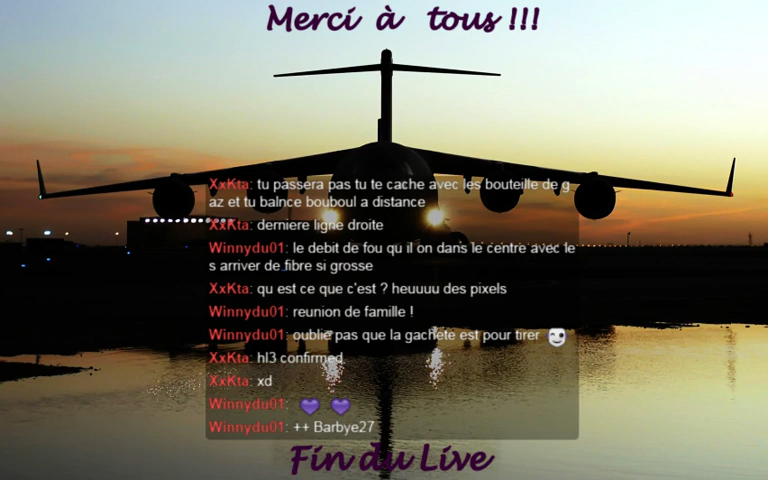 Merci à tous !!!
XxKta: tu passera pas tu te cache avec les bouteille de g
az et tu balnce bouboul a distance
XxKta: derniere ligne droite
Winnydu01: le debit de fou qu il on dans le centre avec le
s arriver de fibre si grosse
XxKta: qu est ce que c'est ? heuuuu des pixels
Winnydu01: reunion de famille !
Winnydu01: oublie pas que la gachete est pour tirer
XxKta: hl3 confirmed
XxKta: xd
Winnydu01:
Winnydu01: ++ Barbye27
Fin du Live